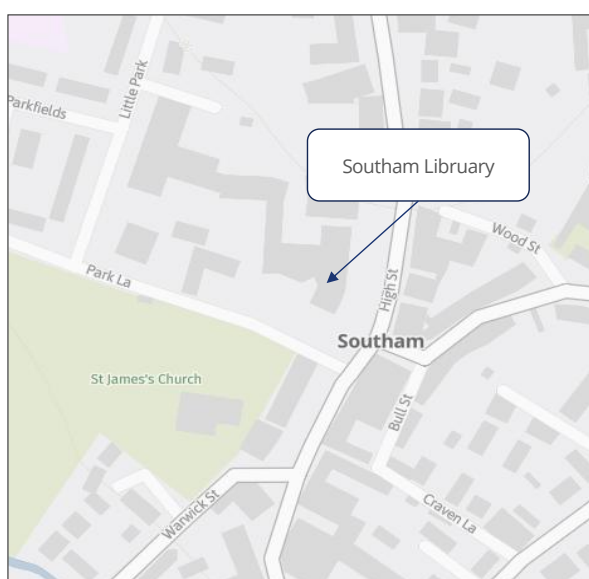 Little Park
Parkfields
Southam Libruary
Wood St
Park La
High St
Southam
St James's Church
Bull St
Warwick St
Craven La